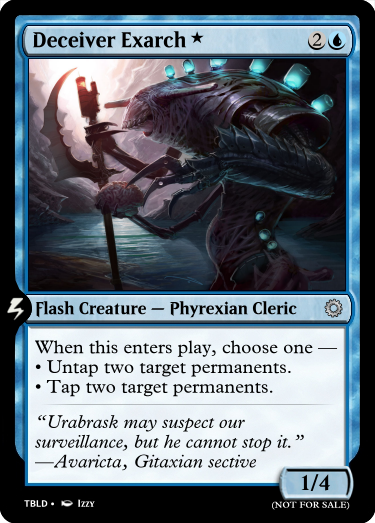 Deceiver Exarch ★ 2
Flash Creature — Phyrexian Cleric
When this enters play, choose one —
• Untap two target permanents.
• Tap two target permanents.
“Urabrask may suspect our
surveillance, but he cannot stop it.”
—Avaricta, Gitaxian sective
1/4
TBLD • Izzy
(NOT FOR SALE)